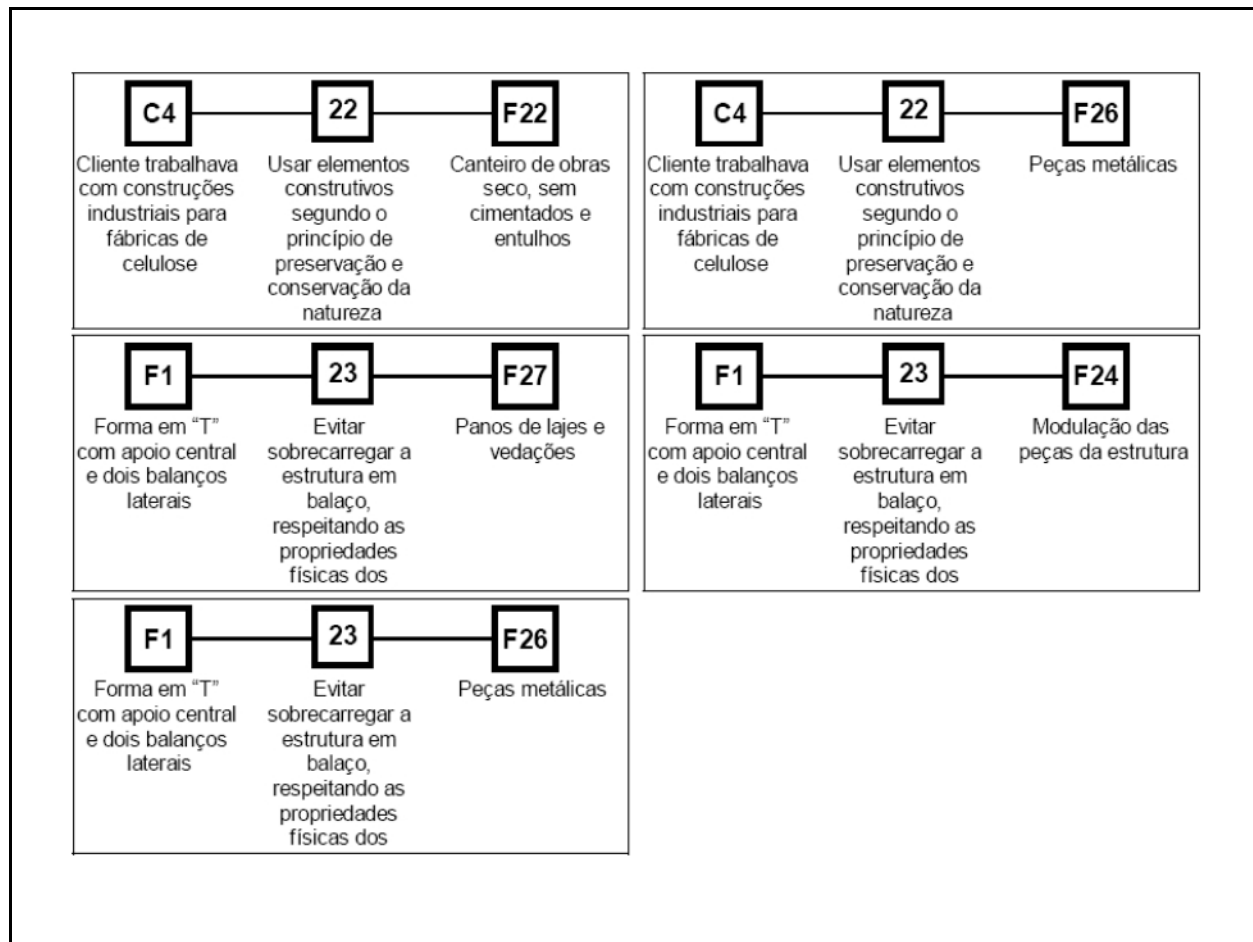 C4
22
F22
Cliente trabalhava
com construções
industriais para
fábricas de
celulose
Usar elementos
construtivos
segundo o
princípio de
preservação e
conservação da
natureza
Canteiro de obras
seco, sem
cimentados e
entulhos
C4
22
F26
Cliente trabalhava
com construções
industriais para
fábricas de
celulose
Usar elementos
construtivos
segundo o
princípio de
preservação e
conservação da
natureza
Peças metálicas
F1
23
F27
Forma em “T”
com apoio central
e dois balanços
laterais
Evitar
sobrecarregar a
estrutura em
balaço,
respeitando as
propriedades
físicas dos
Panos de lajes e
vedações
F1
23
F24
Forma em “T”
com apoio central
e dois balanços
laterais
Evitar
sobrecarregar a
estrutura em
balaço,
respeitando as
propriedades
físicas dos
Modulação das
peças da estrutura
F1
23
F26
Forma em “T”
com apoio central
e dois balanços
laterais
Evitar
sobrecarregar a
estrutura em
balaço,
respeitando as
propriedades
físicas dos
Peças metálicas